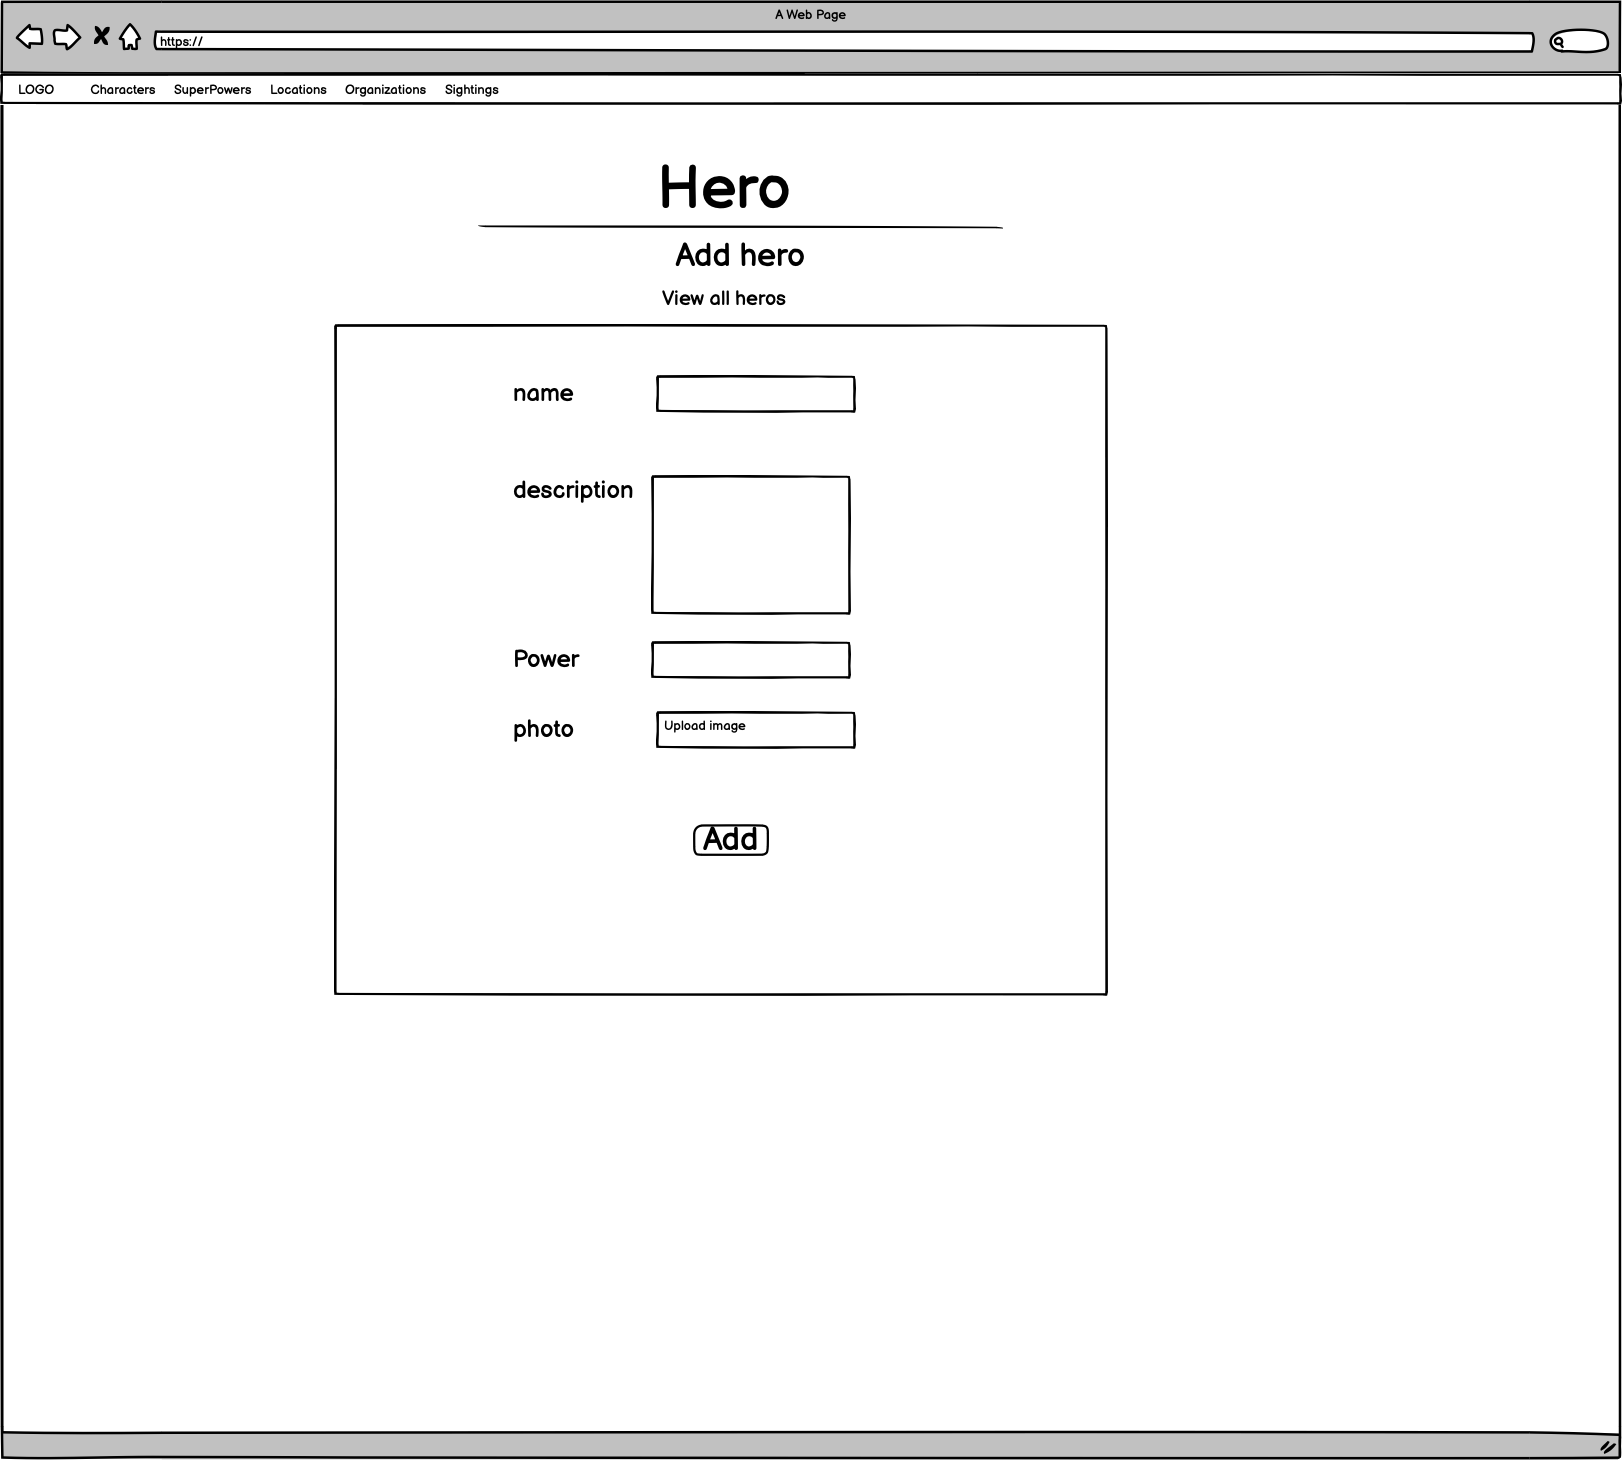 A Web Page
https://
LOGO Characters SuperPowers Locations Organizations Sightings
Hero
Add hero
View all heros
name
description
Power
photo Upload image
Add